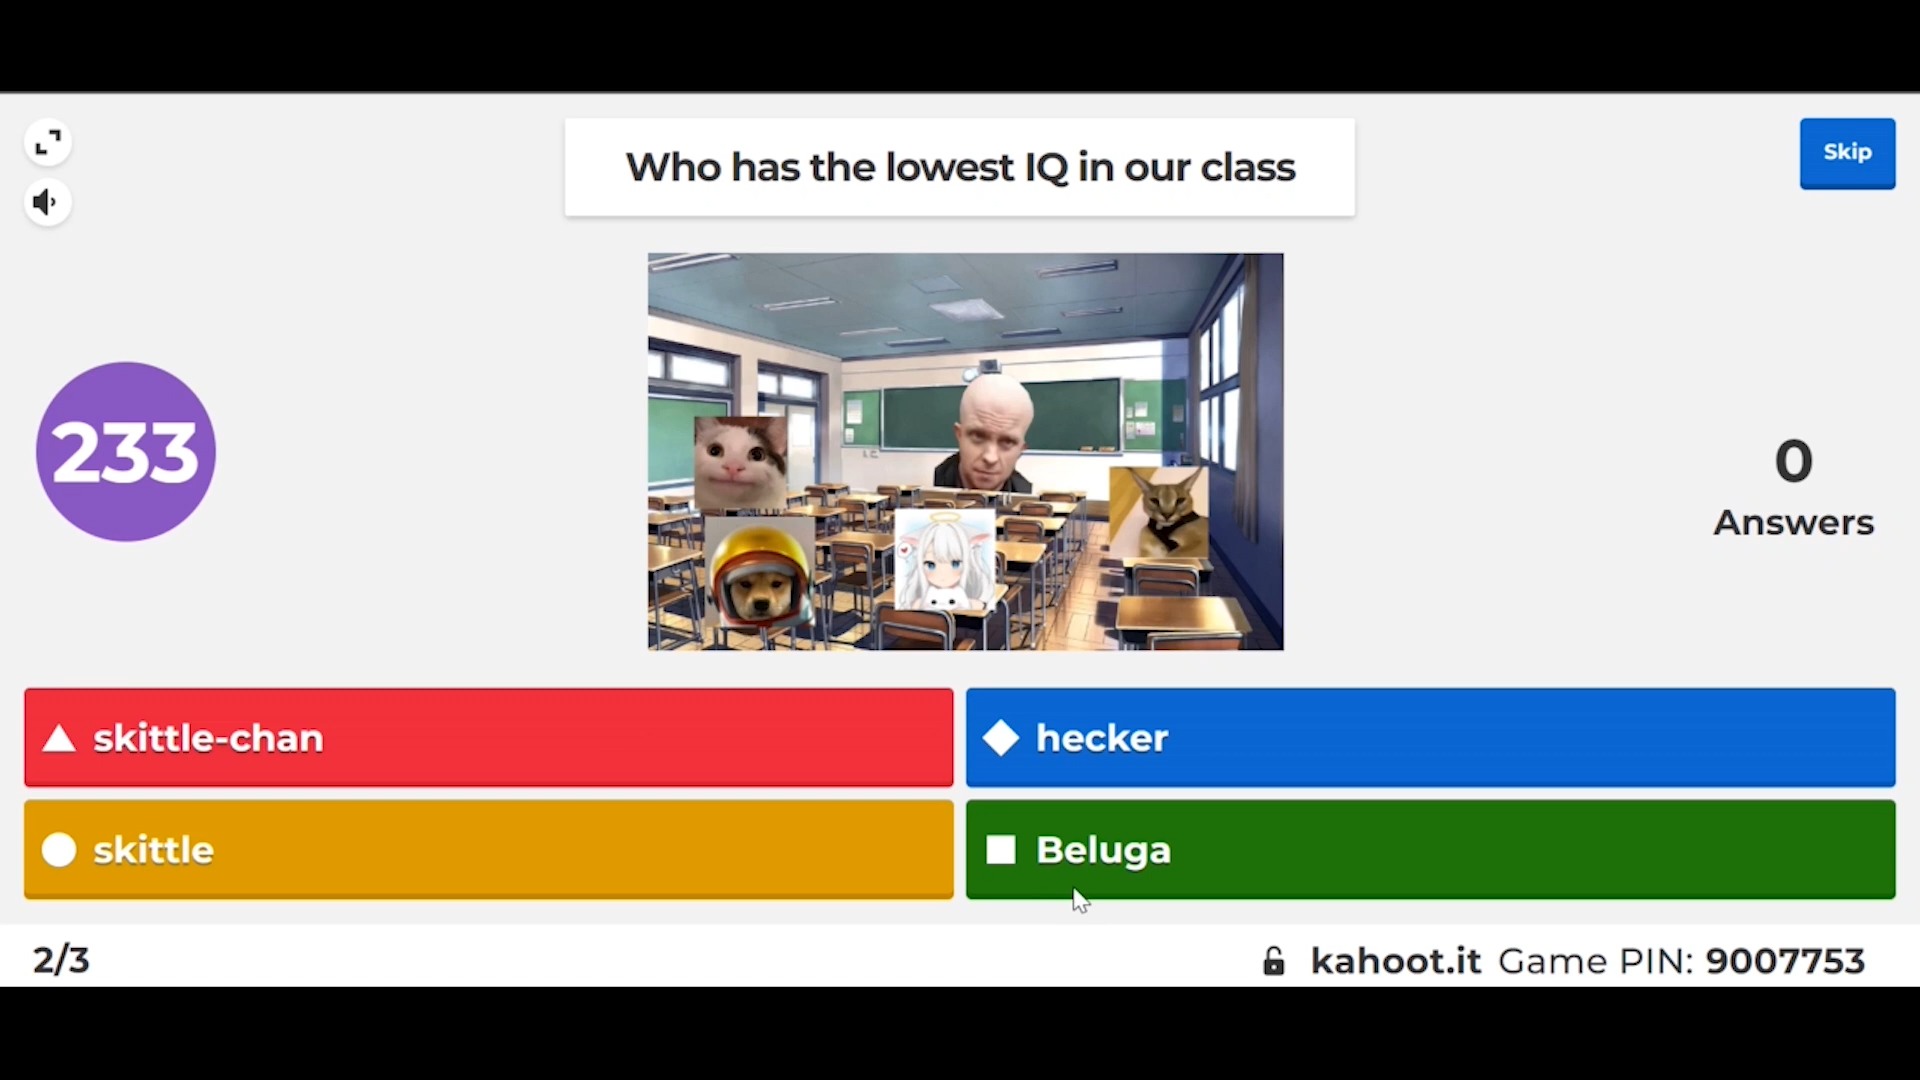 Who has the lowest IQ in our class
Skip
233
0
Answers
skittle-chan
hecker
skittle
Beluga
2/3
kahoot.it Game PIN: 9007753